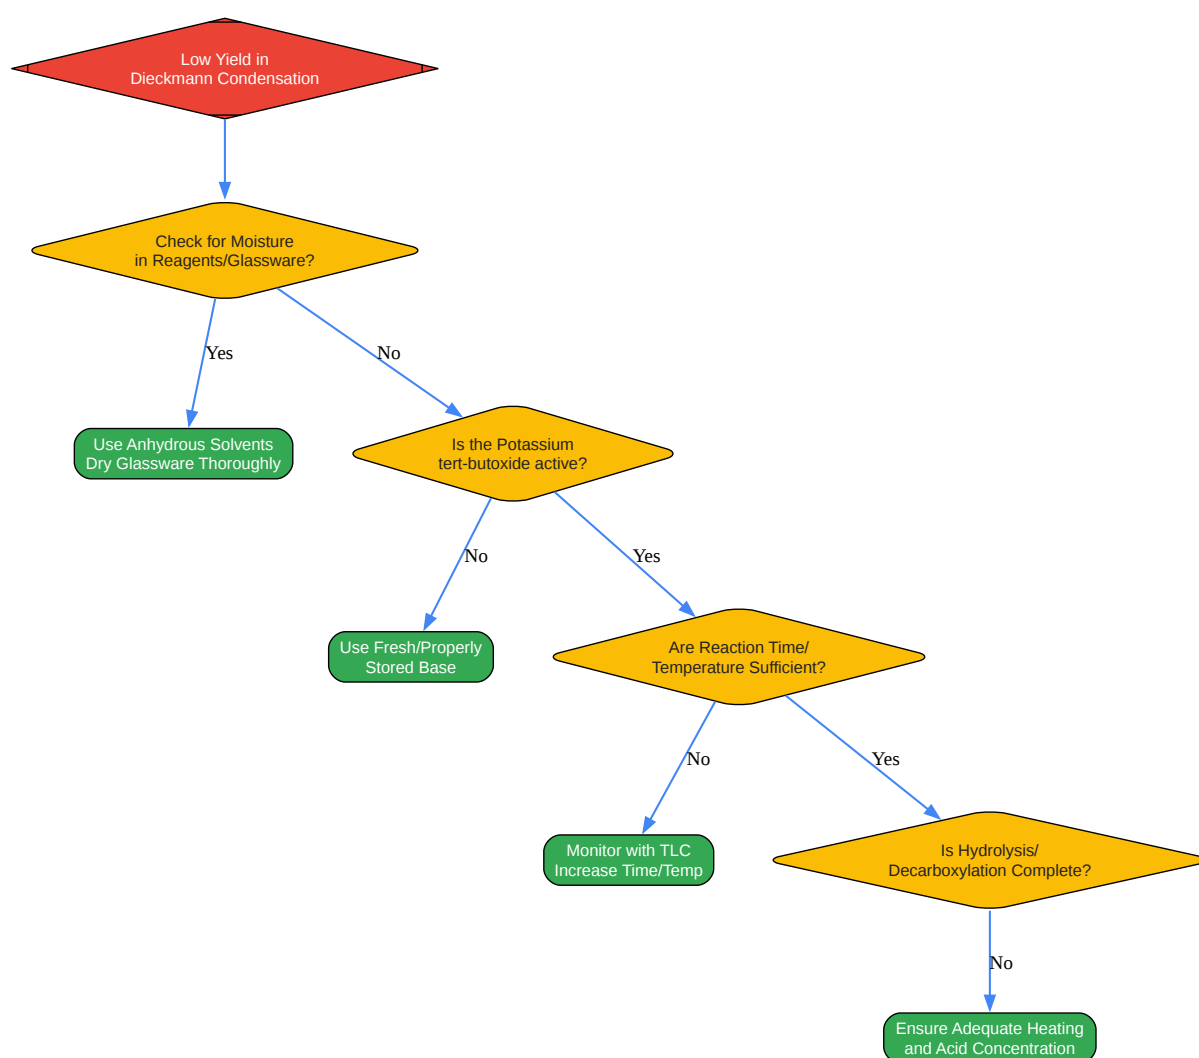 Low Yield in
Dieckmann Condensation
Check for Moisture
in Reagents/Glassware?
Yes
No
Use Anhydrous Solvents
Dry Glassware Thoroughly
Is the Potassium
tert-butoxide active?
No
Yes
Use Fresh/Properly
Stored Base
Are Reaction Time/
Temperature Sufficient?
No
Yes
Monitor with TLC
Increase Time/Temp
Is Hydrolysis/
Decarboxylation Complete?
No
Ensure Adequate Heating
and Acid Concentration